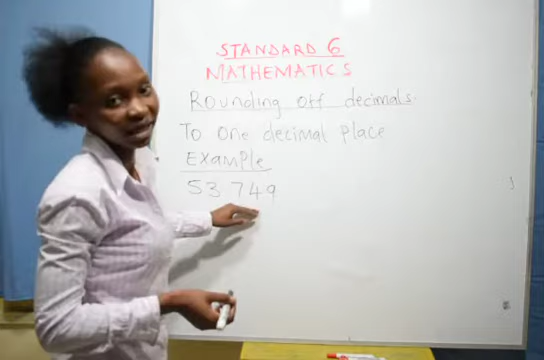 STANDARD 6
MATHEMATICS
Rounding off decimals
To one decimal place
Example
53.749